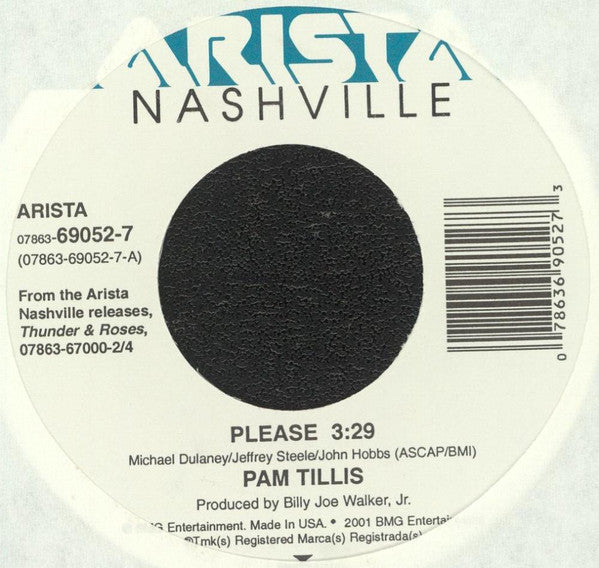 ARISTA
NASHVILLE
ARISTA
07863-69052-7
(07863-69052-7-A)
From the Arista
Nashville releases,
Thunder & Roses,
07863-67000-2/4
0 78636 90527 3
PLEASE 3:29
Michael Dulaney/Jeffrey Steele/John Hobbs (ASCAP/BMI)
PAM TILLIS
Produced by Billy Joe Walker, Jr.
Entertainment. Made In USA. • 2001 BMG
®Tmk(s) Registered Marca(s) Registrada(s)